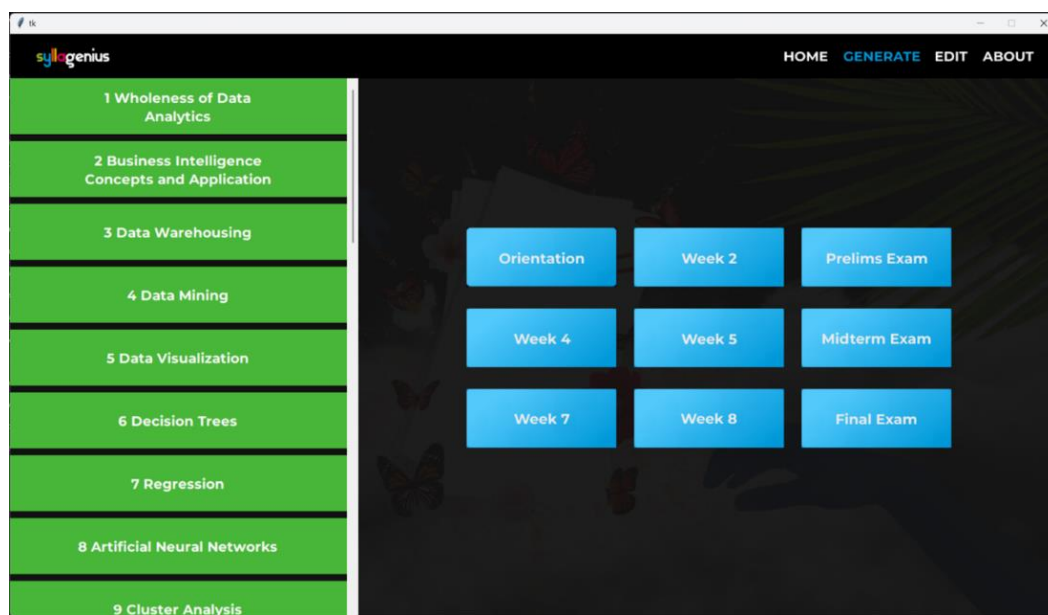 tk
syllagenius
HOME GENERATE EDIT ABOUT
1 Wholeness of Data
Analytics
2 Business Intelligence
Concepts and Application
3 Data Warehousing
4 Data Mining
5 Data Visualization
6 Decision Trees
7 Regression
8 Artificial Neural Networks
9 Cluster Analysis
Orientation
Week 2
Prelims Exam
Week 4
Week 5
Midterm Exam
Week 7
Week 8
Final Exam